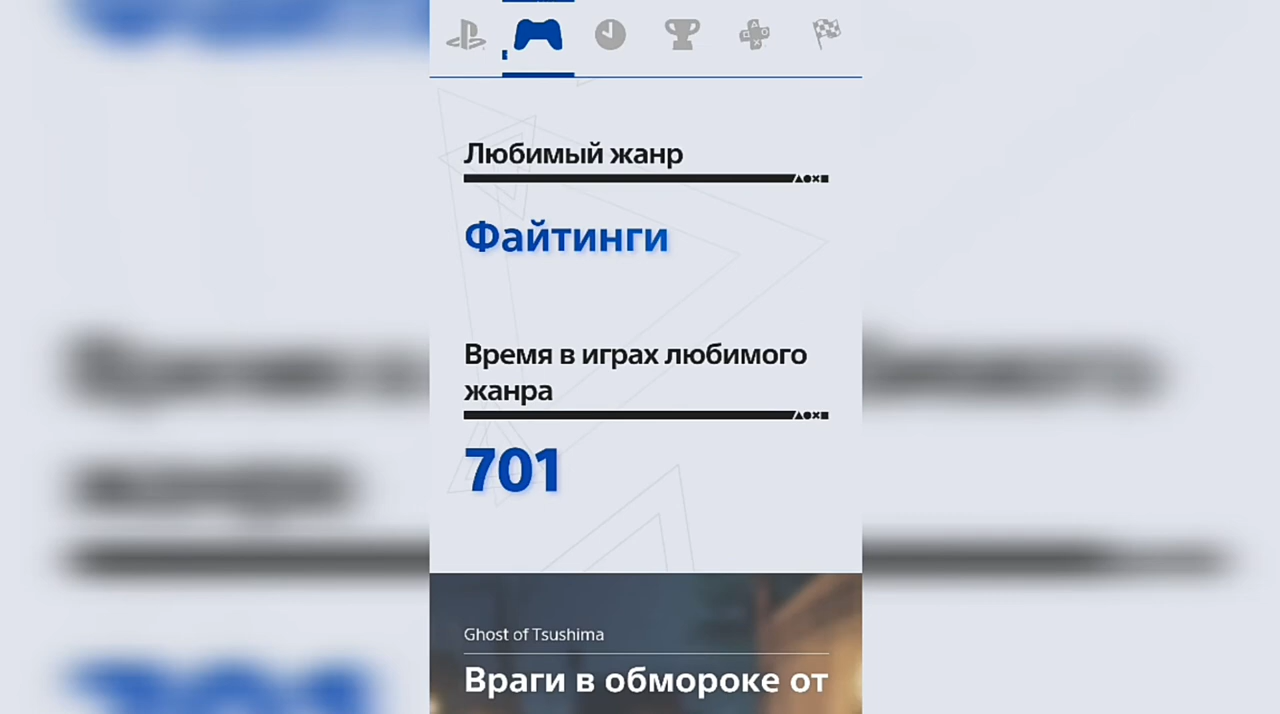 Любимый жанр
Файтинги
Время в играх любимого
жанра
701
Ghost of Tsushima
Враги в обмороке от